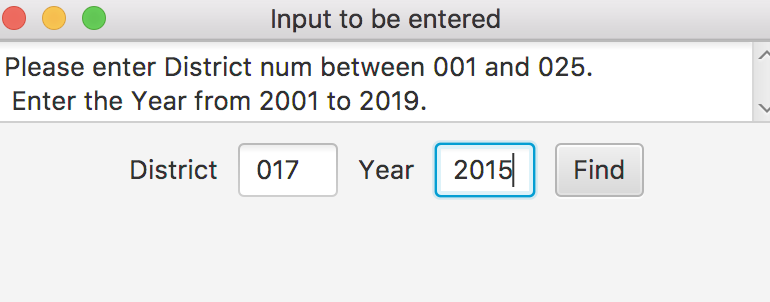 Input to be entered
Please enter District num between 001 and 025.
Enter the Year from 2001 to 2019.
District 017 Year 2015 Find